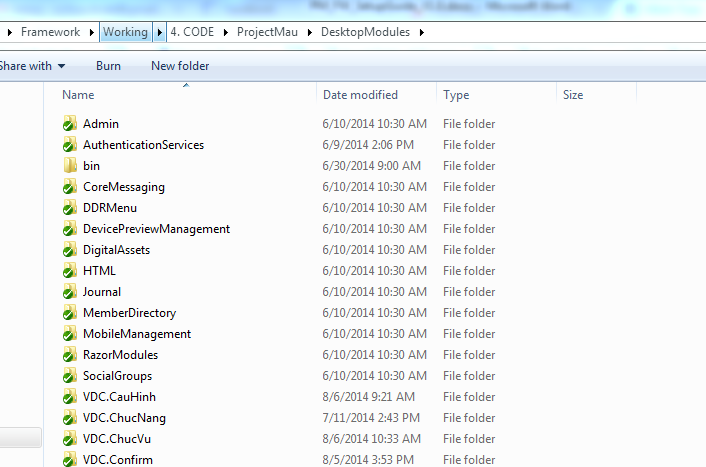 Framework Working 4. CODE ProjectMau DesktopModules
Share with Burn New folder
Name Date modified Type Size
Admin 6/10/2014 10:30 AM File folder
AuthenticationServices 6/9/2014 2:06 PM File folder
bin 6/30/2014 9:00 AM File folder
CoreMessaging 6/10/2014 10:30 AM File folder
DDRMenu 6/10/2014 10:30 AM File folder
DevicePreviewManagement 6/10/2014 10:30 AM File folder
DigitalAssets 6/10/2014 10:30 AM File folder
HTML 6/10/2014 10:30 AM File folder
Journal 6/10/2014 10:30 AM File folder
MemberDirectory 6/10/2014 10:30 AM File folder
MobileManagement 6/10/2014 10:30 AM File folder
RazorModules 6/10/2014 10:30 AM File folder
SocialGroups 6/10/2014 10:30 AM File folder
VDC.CauHinh 8/6/2014 9:21 AM File folder
VDC.ChucNang 7/11/2014 2:43 PM File folder
VDC.ChucVu 8/6/2014 10:33 AM File folder
VDC.Confirm 8/5/2014 3:53 PM File folder